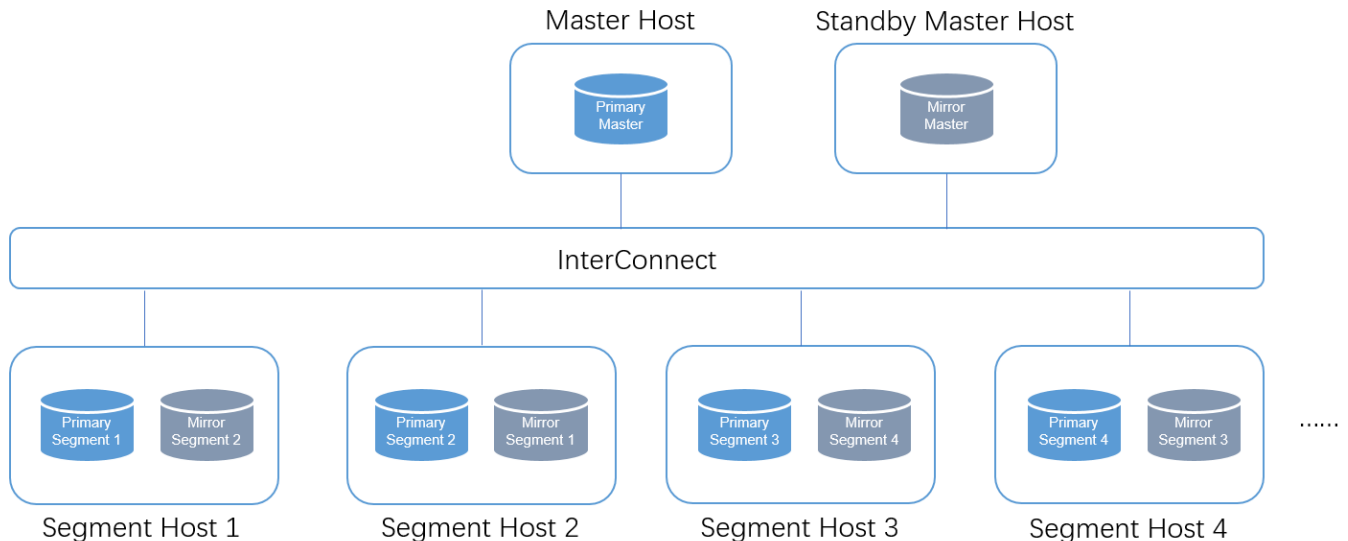 Master Host
Standby Master Host
Primary
Master
Mirror
Master
InterConnect
Primary
Segment 1
Mirror
Segment 2
Primary
Segment 2
Mirror
Segment 1
Primary
Segment 3
Mirror
Segment 4
Primary
Segment 4
Mirror
Segment 3
......
Segment Host 1
Segment Host 2
Segment Host 3
Segment Host 4